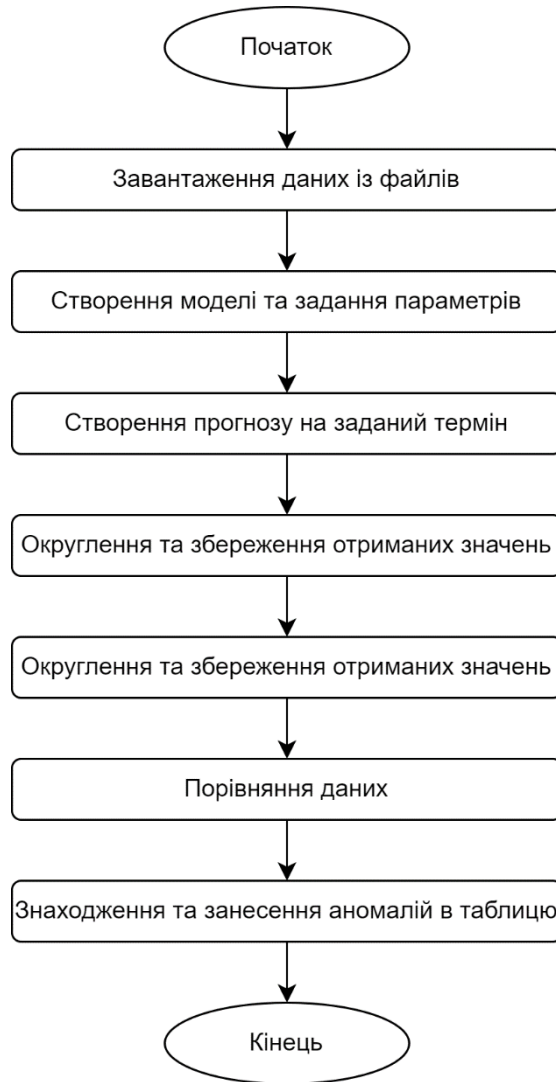 Початок
Завантаження даних із файлів
Створення моделі та задання параметрів
Створення прогнозу на заданий термін
Округлення та збереження отриманих значень
Округлення та збереження отриманих значень
Порівняння даних
Знаходження та занесення аномалій в таблицю
Кінець